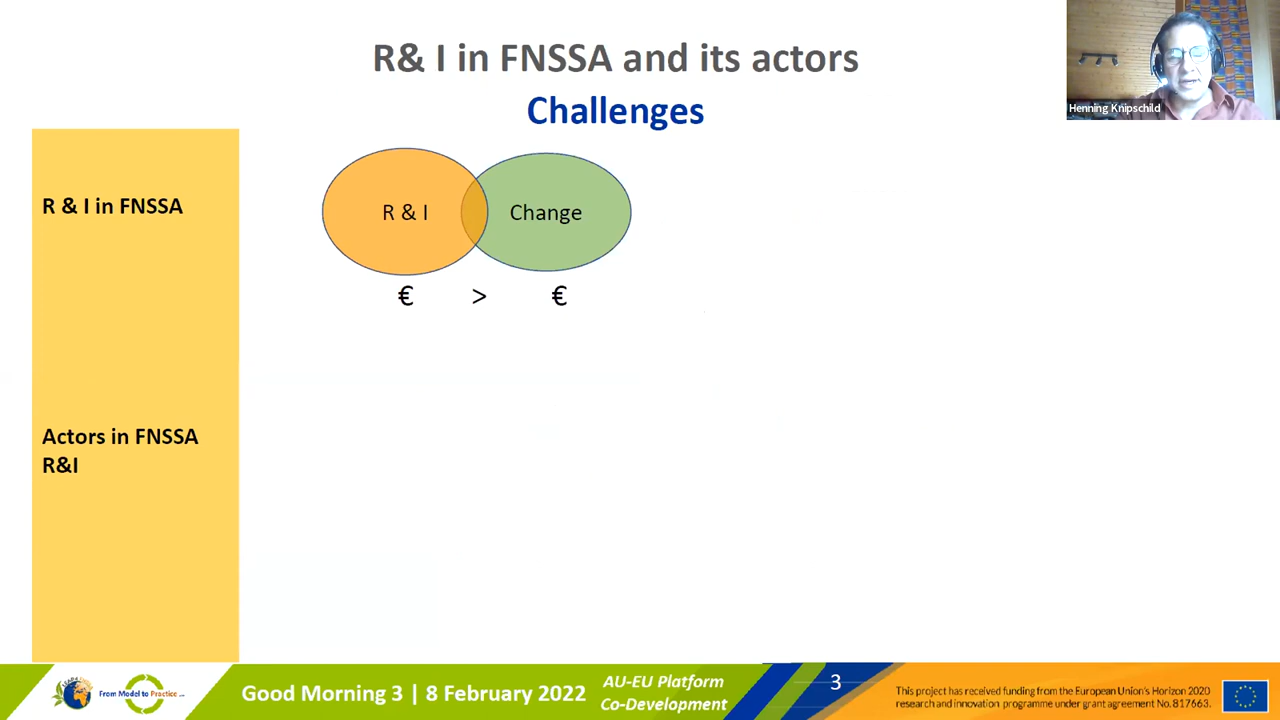 R& I in FNSSA and its actors
Challenges
Henning Knipschild
R & I in FNSSA
R & I
Change
€ > €
Actors in FNSSA
R&I
From Model to Practice
Good Morning 3 | 8 February 2022
AU-EU Platform
Co-Development
3
This project has received funding from the European Union's Horizon 2020
research and innovation programme under grant agreement No. 817663.